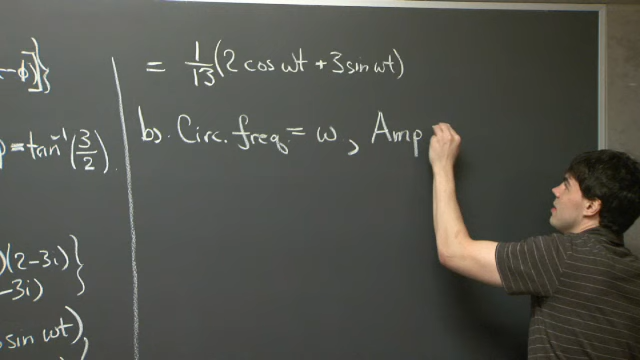 -φ)]}
= tan⁻¹(3/2).
)(2-3i)}
-3i)
sin ωt),
= 1/13 (2 cos ωt + 3 sin ωt)
b). Circ. freq. = ω, Amp